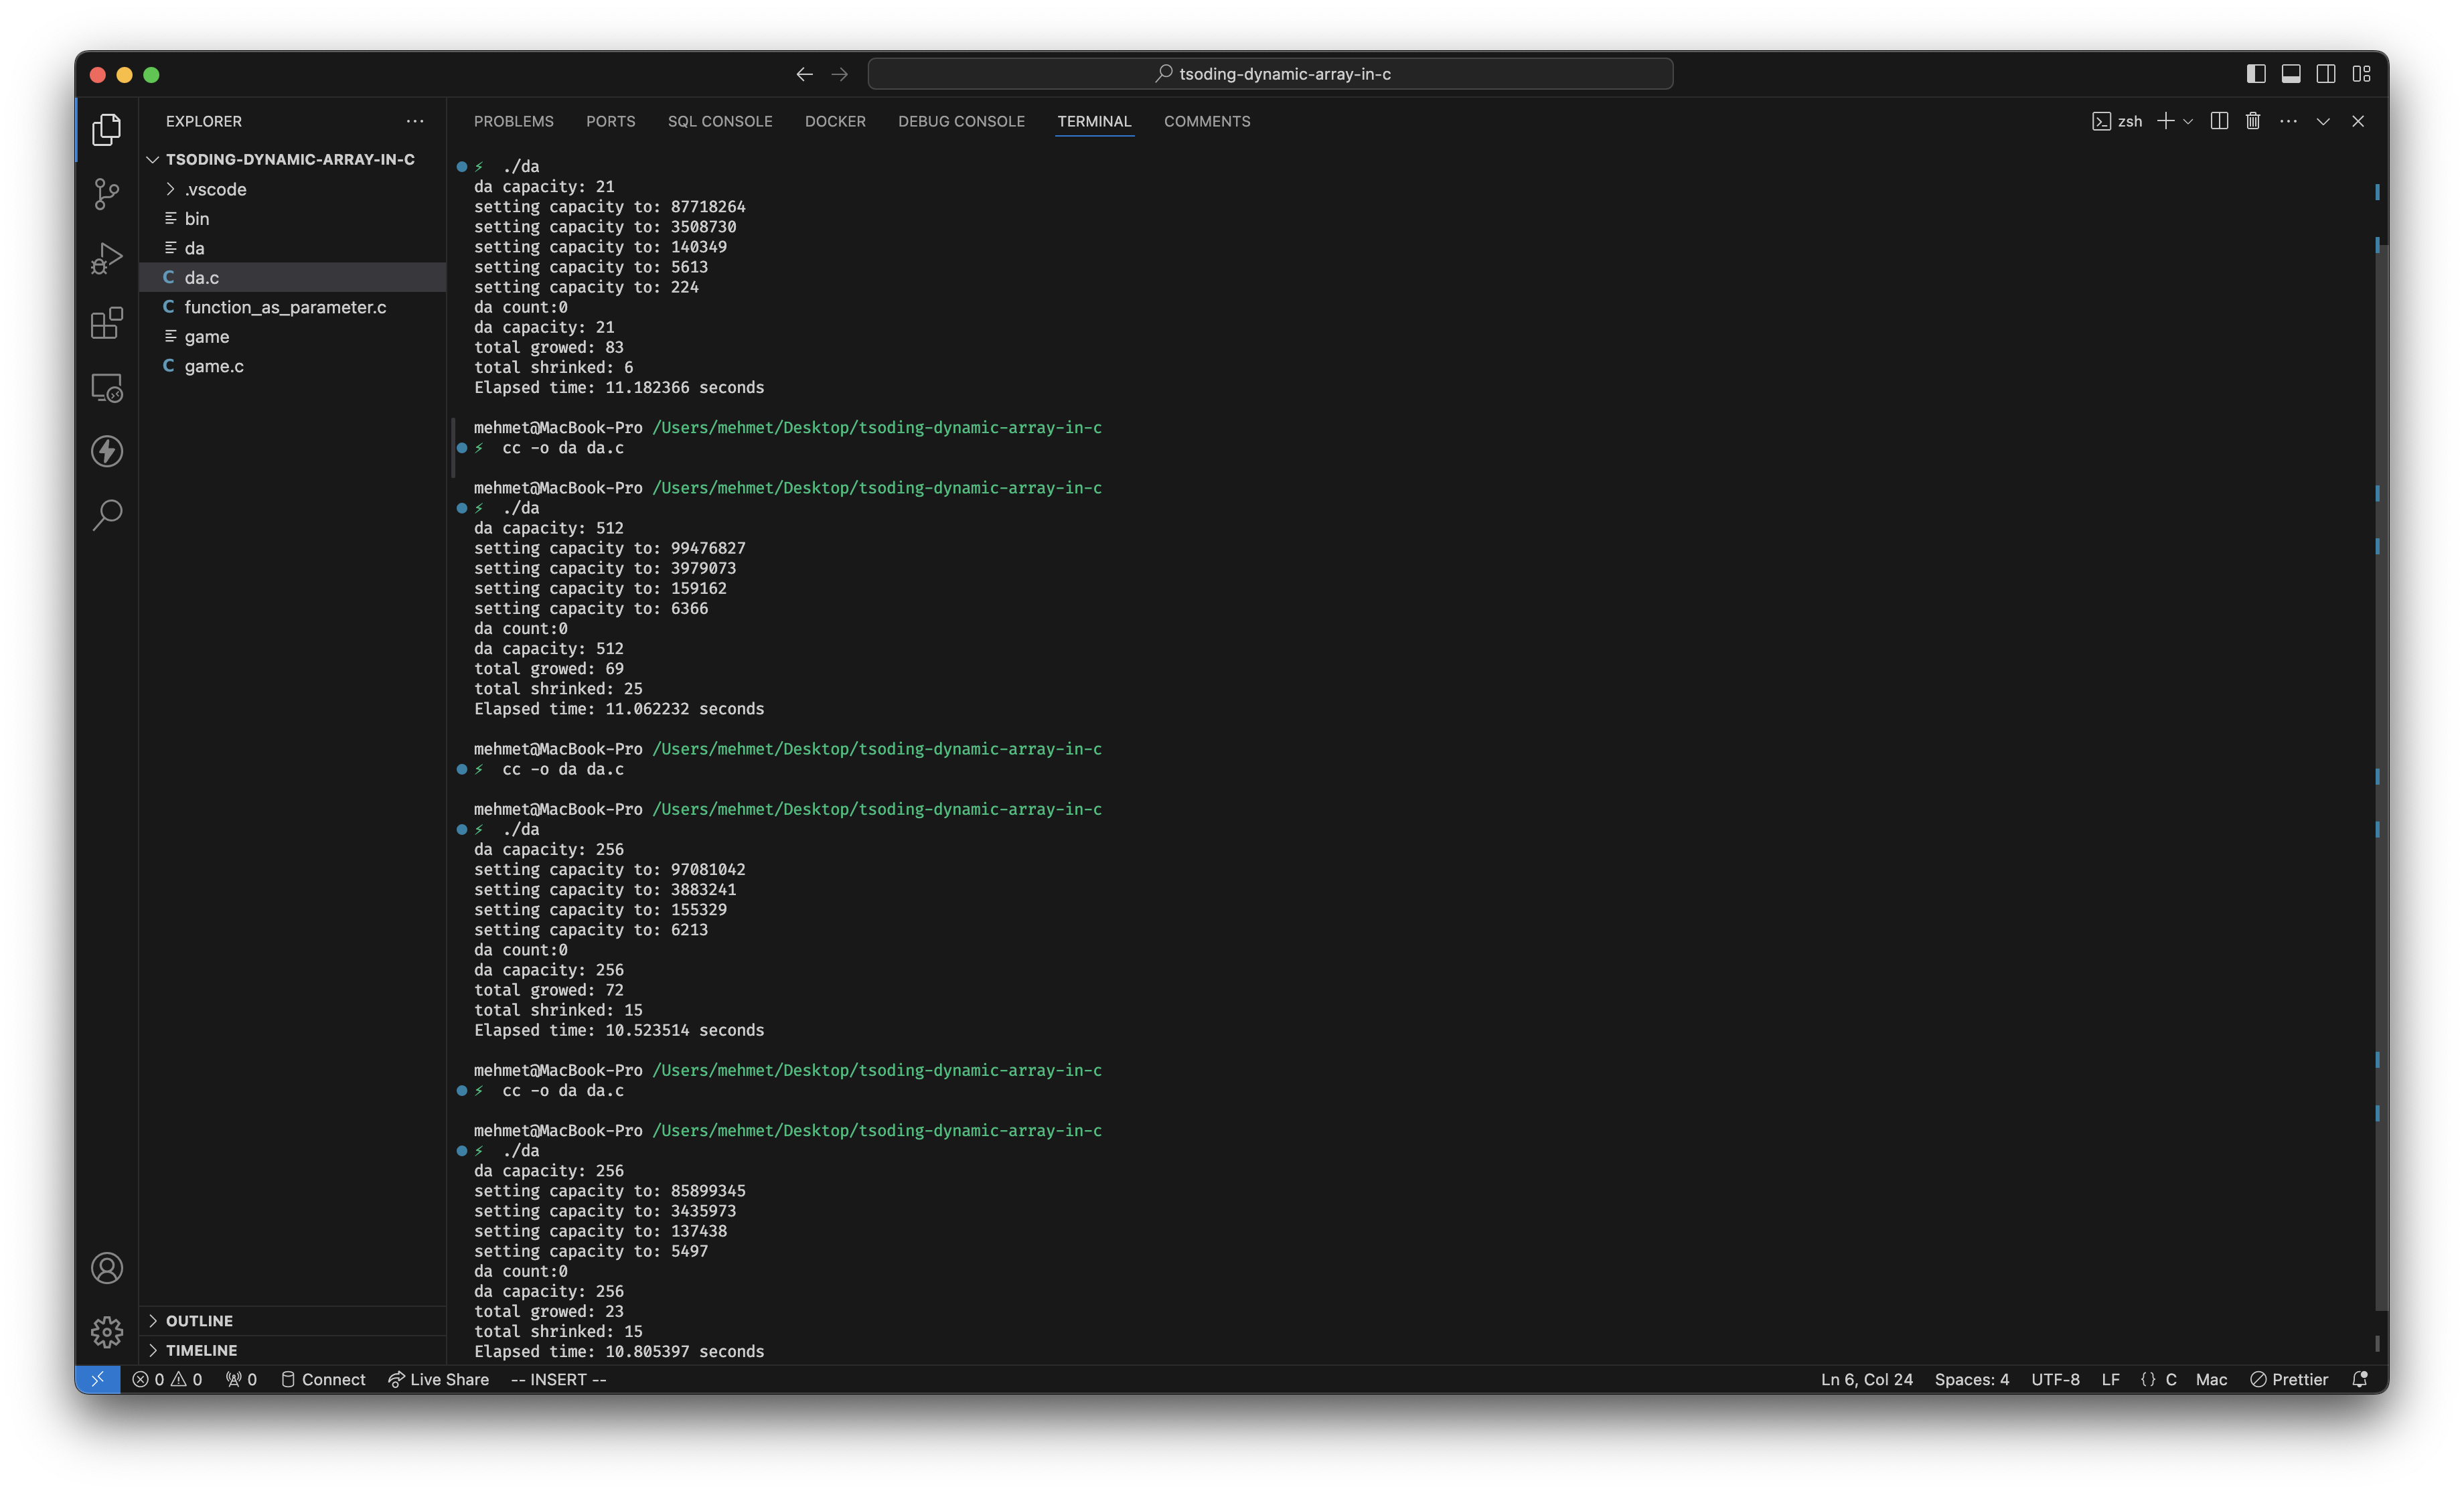 tsoding-dynamic-array-in-c
EXPLORER
TSODING-DYNAMIC-ARRAY-IN-C
.vscode
bin
da
C da.c
C function_as_parameter.c
game
C game.c
OUTLINE
TIMELINE
PROBLEMS PORTS SQL CONSOLE DOCKER DEBUG CONSOLE TERMINAL COMMENTS
zsh
./da
da capacity: 21
setting capacity to: 87718264
setting capacity to: 3508730
setting capacity to: 140349
setting capacity to: 5613
setting capacity to: 224
da count:0
da capacity: 21
total growed: 83
total shrinked: 6
Elapsed time: 11.182366 seconds
mehmet@MacBook-Pro /Users/mehmet/Desktop/tsoding-dynamic-array-in-c
cc -o da da.c
mehmet@MacBook-Pro /Users/mehmet/Desktop/tsoding-dynamic-array-in-c
./da
da capacity: 512
setting capacity to: 99476827
setting capacity to: 3979073
setting capacity to: 159162
setting capacity to: 6366
da count:0
da capacity: 512
total growed: 69
total shrinked: 25
Elapsed time: 11.062232 seconds
mehmet@MacBook-Pro /Users/mehmet/Desktop/tsoding-dynamic-array-in-c
cc -o da da.c
mehmet@MacBook-Pro /Users/mehmet/Desktop/tsoding-dynamic-array-in-c
./da
da capacity: 256
setting capacity to: 97081042
setting capacity to: 3883241
setting capacity to: 155329
setting capacity to: 6213
da count:0
da capacity: 256
total growed: 72
total shrinked: 15
Elapsed time: 10.523514 seconds
mehmet@MacBook-Pro /Users/mehmet/Desktop/tsoding-dynamic-array-in-c
cc -o da da.c
mehmet@MacBook-Pro /Users/mehmet/Desktop/tsoding-dynamic-array-in-c
./da
da capacity: 256
setting capacity to: 85899345
setting capacity to: 3435973
setting capacity to: 137438
setting capacity to: 5497
da count:0
da capacity: 256
total growed: 23
total shrinked: 15
Elapsed time: 10.805397 seconds
0 0 0 Connect Live Share -- INSERT -- Ln 6, Col 24 Spaces: 4 UTF-8 LF {} C Mac Prettier